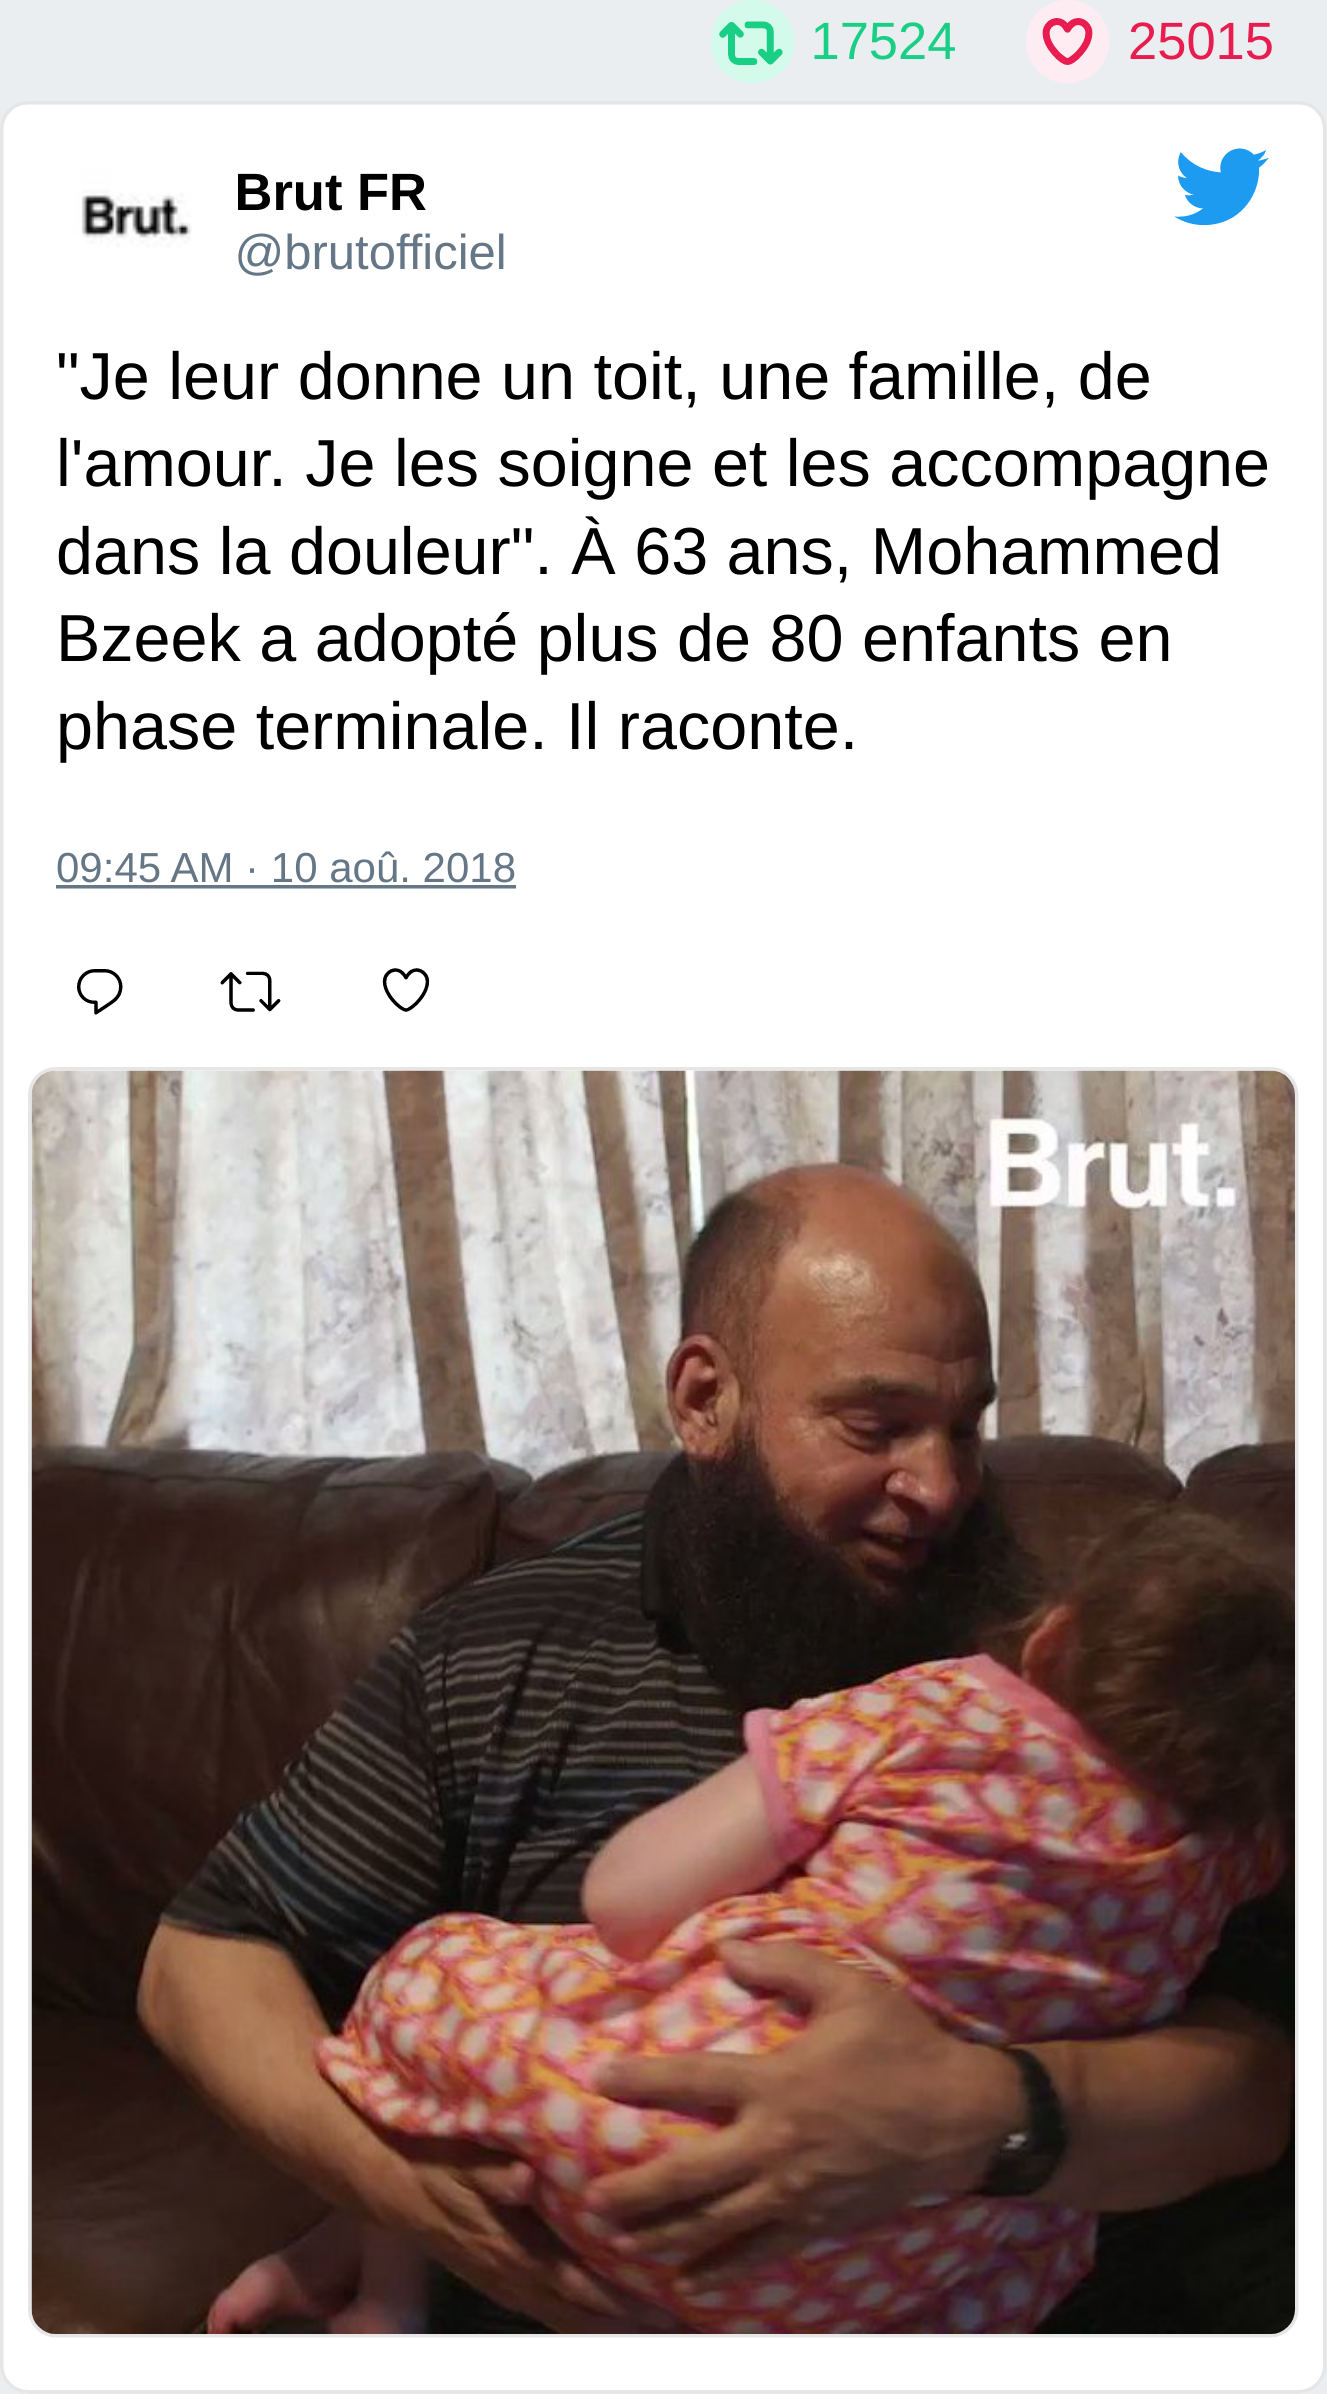 17524 25015
Brut.
Brut FR
@brutofficiel
"Je leur donne un toit, une famille, de
l'amour. Je les soigne et les accompagne
dans la douleur". À 63 ans, Mohammed
Bzeek a adopté plus de 80 enfants en
phase terminale. Il raconte.
09:45 AM · 10 aoû. 2018
Brut.